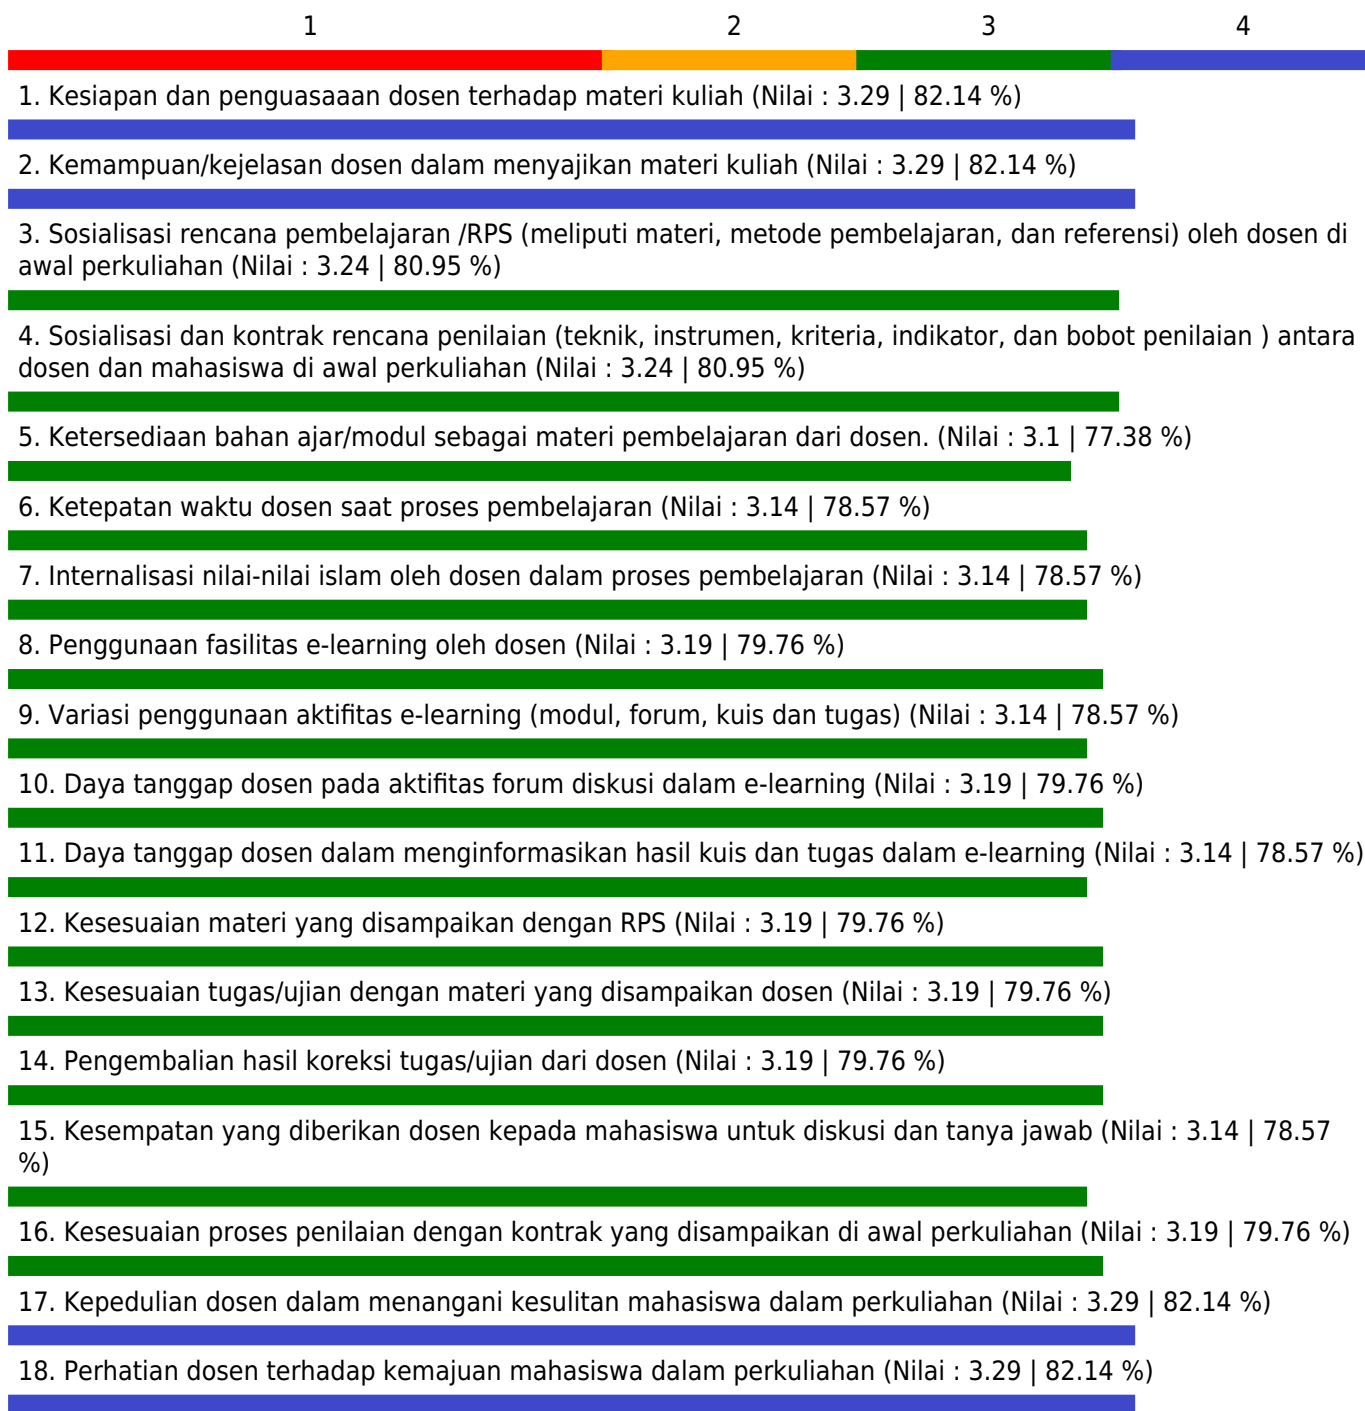 1 2 3 4
1. Kesiapan dan penguasaaan dosen terhadap materi kuliah (Nilai : 3.29 | 82.14 %)
2. Kemampuan/kejelasan dosen dalam menyajikan materi kuliah (Nilai : 3.29 | 82.14 %)
3. Sosialisasi rencana pembelajaran /RPS (meliputi materi, metode pembelajaran, dan referensi) oleh dosen di
awal perkuliahan (Nilai : 3.24 | 80.95 %)
4. Sosialisasi dan kontrak rencana penilaian (teknik, instrumen, kriteria, indikator, dan bobot penilaian ) antara
dosen dan mahasiswa di awal perkuliahan (Nilai : 3.24 | 80.95 %)
5. Ketersediaan bahan ajar/modul sebagai materi pembelajaran dari dosen. (Nilai : 3.1 | 77.38 %)
6. Ketepatan waktu dosen saat proses pembelajaran (Nilai : 3.14 | 78.57 %)
7. Internalisasi nilai-nilai islam oleh dosen dalam proses pembelajaran (Nilai : 3.14 | 78.57 %)
8. Penggunaan fasilitas e-learning oleh dosen (Nilai : 3.19 | 79.76 %)
9. Variasi penggunaan aktifitas e-learning (modul, forum, kuis dan tugas) (Nilai : 3.14 | 78.57 %)
10. Daya tanggap dosen pada aktifitas forum diskusi dalam e-learning (Nilai : 3.19 | 79.76 %)
11. Daya tanggap dosen dalam menginformasikan hasil kuis dan tugas dalam e-learning (Nilai : 3.14 | 78.57 %)
12. Kesesuaian materi yang disampaikan dengan RPS (Nilai : 3.19 | 79.76 %)
13. Kesesuaian tugas/ujian dengan materi yang disampaikan dosen (Nilai : 3.19 | 79.76 %)
14. Pengembalian hasil koreksi tugas/ujian dari dosen (Nilai : 3.19 | 79.76 %)
15. Kesempatan yang diberikan dosen kepada mahasiswa untuk diskusi dan tanya jawab (Nilai : 3.14 | 78.57
%)
16. Kesesuaian proses penilaian dengan kontrak yang disampaikan di awal perkuliahan (Nilai : 3.19 | 79.76 %)
17. Kepedulian dosen dalam menangani kesulitan mahasiswa dalam perkuliahan (Nilai : 3.29 | 82.14 %)
18. Perhatian dosen terhadap kemajuan mahasiswa dalam perkuliahan (Nilai : 3.29 | 82.14 %)